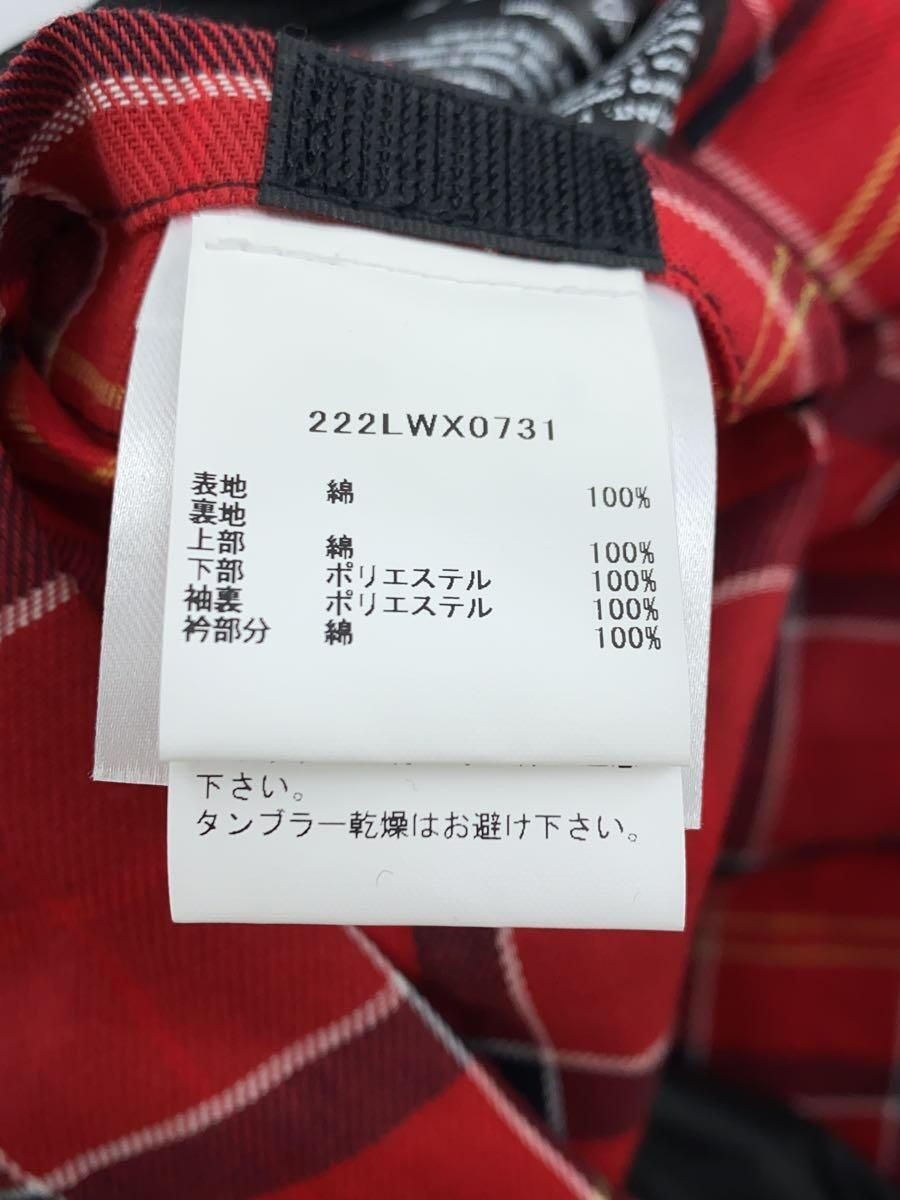 222LWX0731
表地 綿 100%
裏地
上部 綿 100%
下部 ポリエステル 100%
袖裏 ポリエステル 100%
衿部分 綿 100%
下さい。
タンブラー乾燥はお避け下さい。